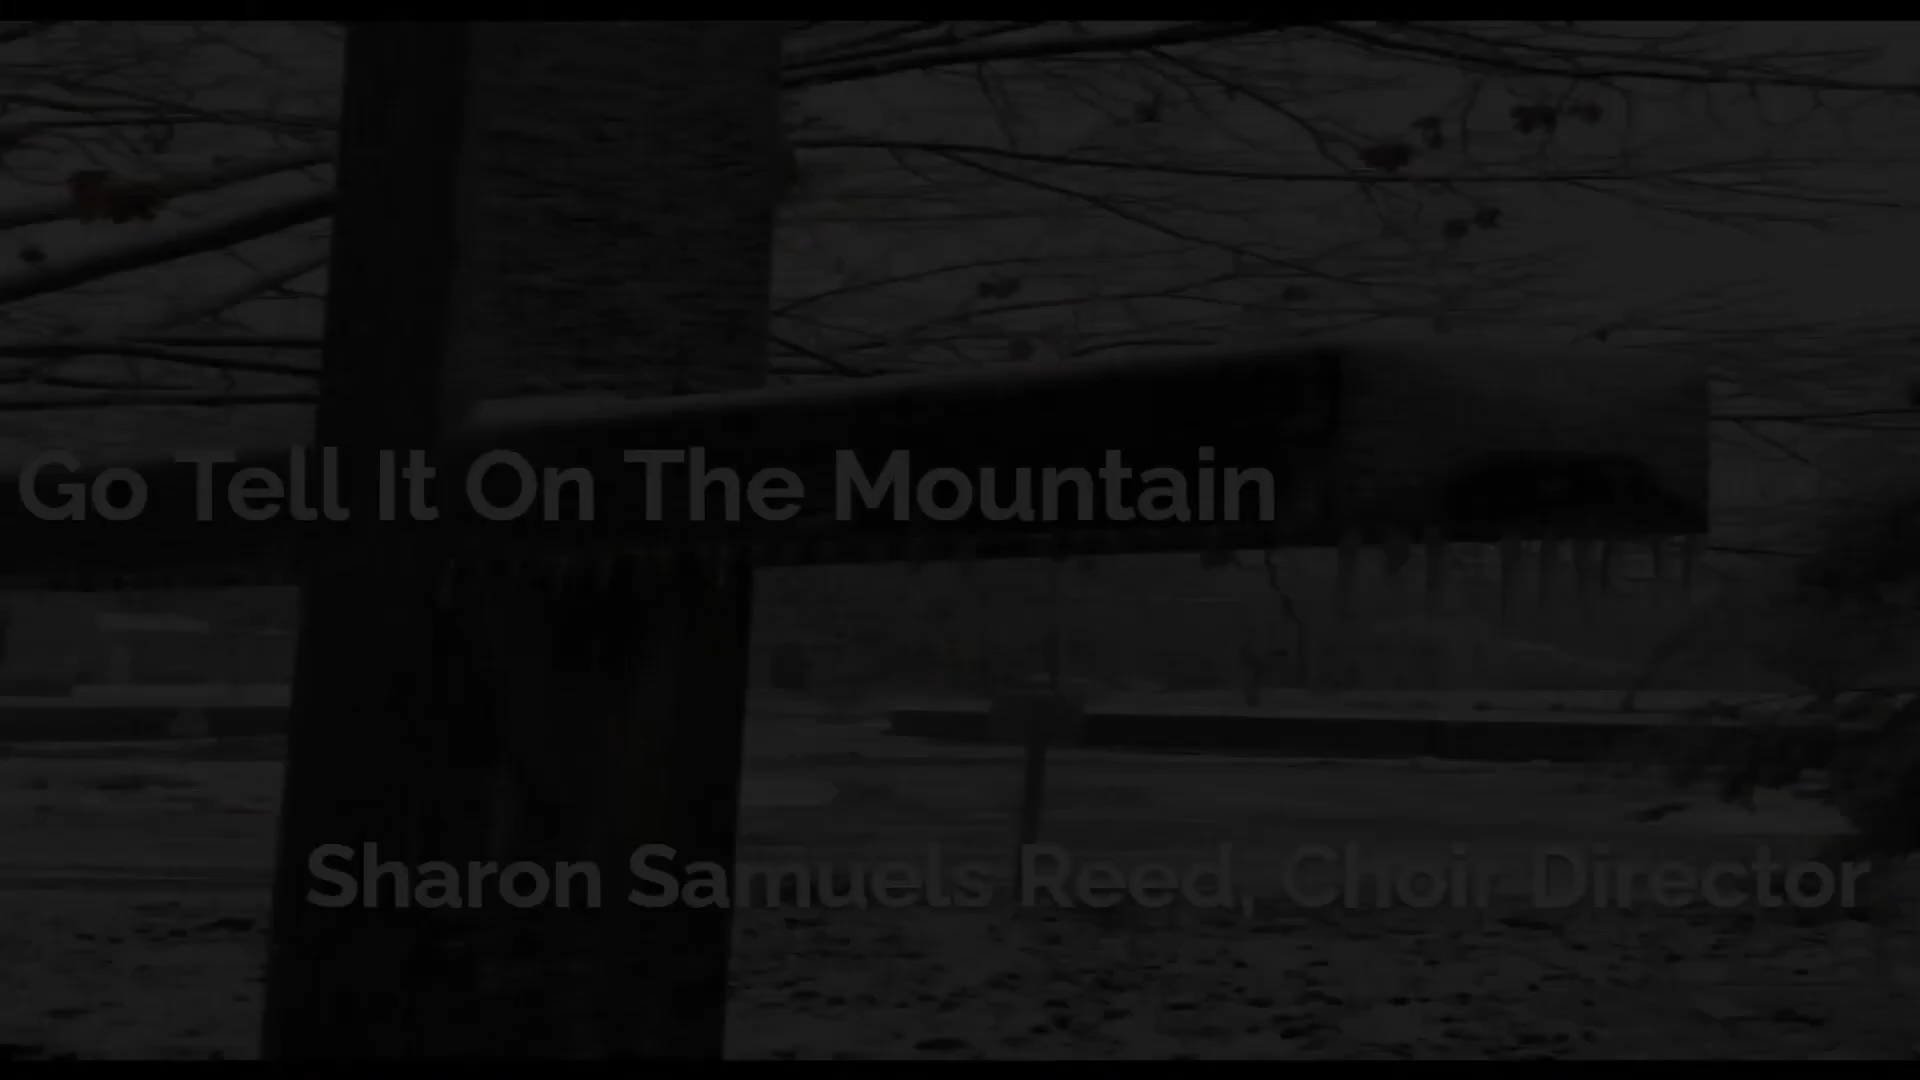 Go Tell It On The Mountain
Sharon Samuels Reed, Choir Director